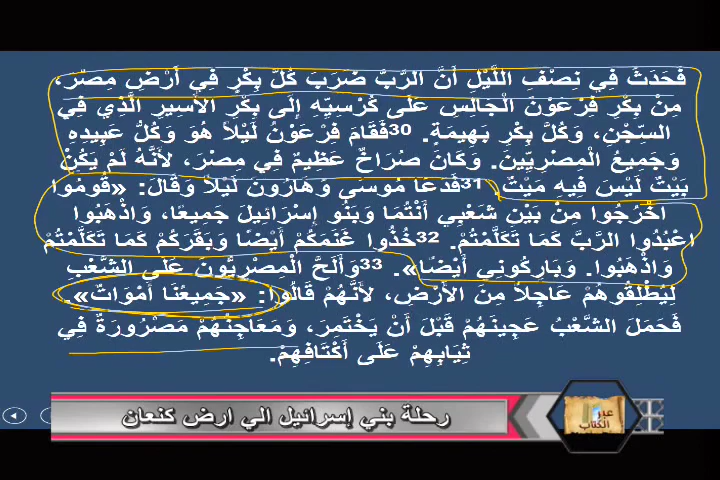 فَحَدَثَ فِي نِصْفِ اللَّيْلِ أَنَّ الرَّبَّ ضَرَبَ كُلَّ بِكْرٍ فِي أَرْضِ مِصْرَ،
مِنْ بِكْرِ فِرْعَوْنَ الْجَالِسِ عَلَى كُرْسِيِّهِ إِلَى بِكْرِ الأَسِيرِ الَّذِي فِي
السِّجْنِ، وَكُلَّ بِكْرِ بَهِيمَةٍ. 30فَقَامَ فِرْعَوْنُ لَيْلاً هُوَ وَكُلُّ عَبِيدِهِ
وَجَمِيعُ الْمِصْرِيِّينَ. وَكَانَ صُرَاخٌ عَظِيمٌ فِي مِصْرَ، لأَنَّهُ لَمْ يَكُنْ
بَيْتٌ لَيْسَ فِيهِ مَيْتٌ. 31فَدَعَا مُوسَى وَهَارُونَ لَيْلاً وَقَالَ: «قُومُوا
اخْرُجُوا مِنْ بَيْنِ شَعْبِي أَنْتُمَا وَبَنُو إِسْرَائِيلَ جَمِيعًا، وَاذْهَبُوا
اعْبُدُوا الرَّبَّ كَمَا تَكَلَّمْتُمْ. 32خُذُوا غَنَمَكُمْ أَيْضًا وَبَقَرَكُمْ كَمَا تَكَلَّمْتُمْ
وَاذْهَبُوا. وَبَارِكُونِي أَيْضًا». 33وَأَلَحَّ الْمِصْرِيُّونَ عَلَى الشَّعْبِ
لِيُطْلِقُوهُمْ عَاجِلاً مِنَ الأَرْضِ، لأَنَّهُمْ قَالُوا: «جَمِيعُنَا أَمْوَاتٌ».
فَحَمَلَ الشَّعْبُ عَجِينَهُمْ قَبْلَ أَنْ يَخْتَمِرَ، وَمَعَاجِنُهُمْ مَصْرُورَةٌ فِي
ثِيَابِهِمْ عَلَى أَكْتَافِهِمْ.
رحلة بني إسرائيل الي ارض كنعان
عبر
الكتاب